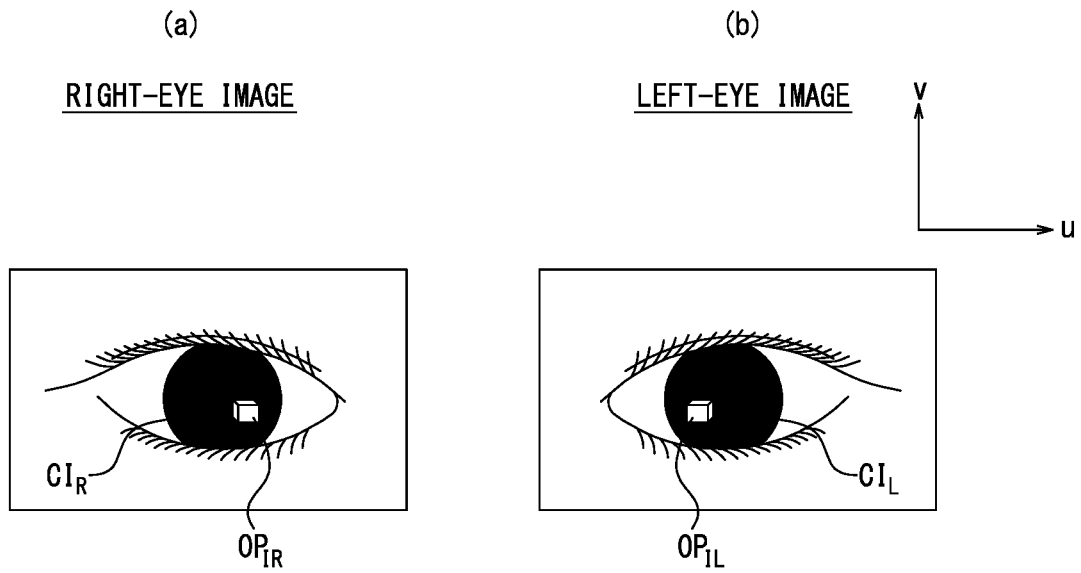 (a)
RIGHT-EYE IMAGE
CI_R
OP_IR
(b)
LEFT-EYE IMAGE
v
u
CI_L
OP_IL